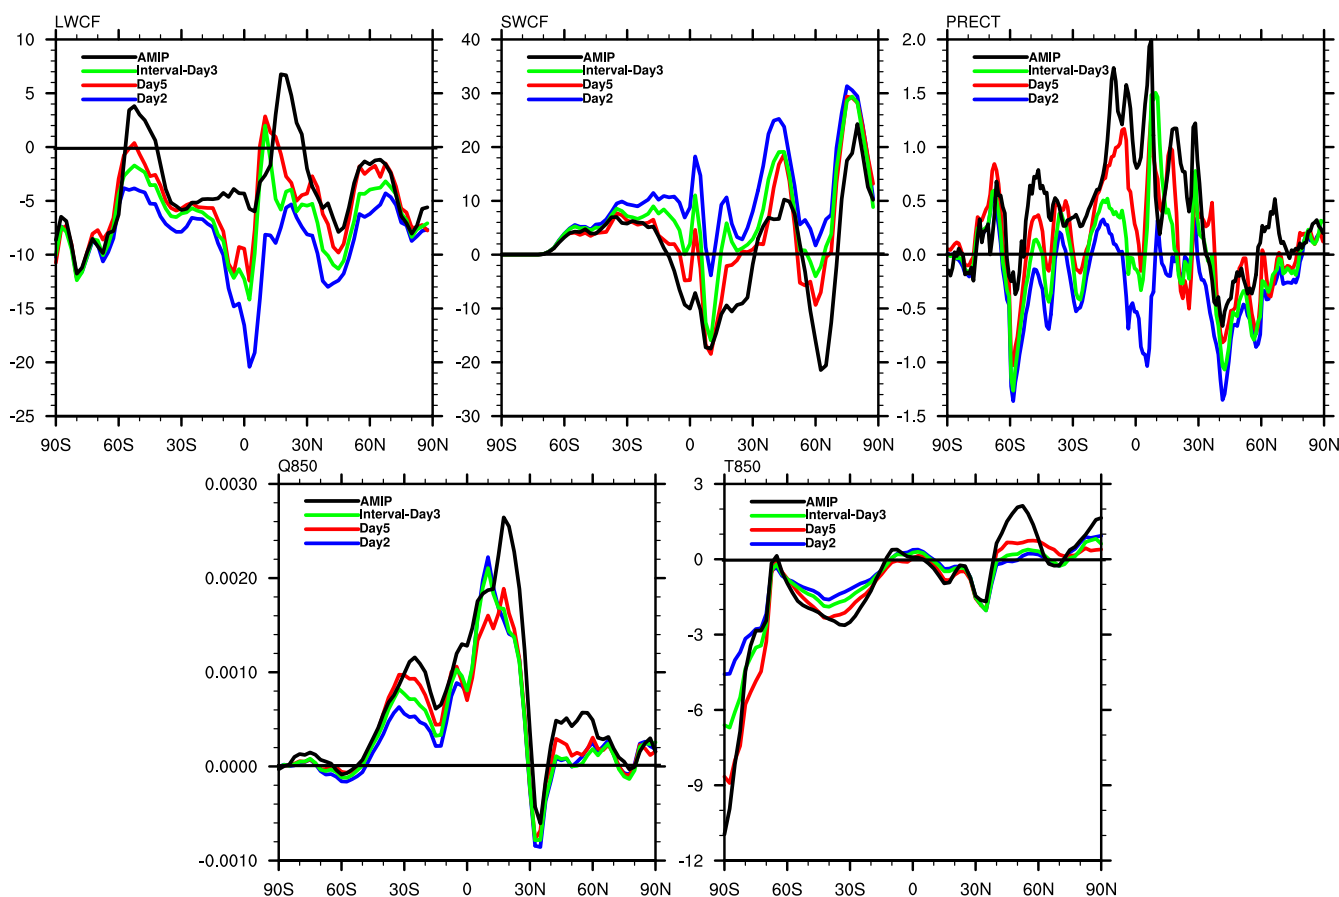 LWCF
10
5
0
-5
-10
-15
-20
-25
AMIP
Interval-Day3
Day5
Day2
90S 60S 30S 0 30N 60N 90N
SWCF
40
30
20
10
0
-10
-20
-30
AMIP
Interval-Day3
Day5
Day2
90S 60S 30S 0 30N 60N 90N
PRECT
2.0
1.5
1.0
0.5
0.0
-0.5
-1.0
-1.5
AMIP
Interval-Day3
Day5
Day2
90S 60S 30S 0 30N 60N 90N
Q850
0.0030
0.0020
0.0010
0.0000
-0.0010
AMIP
Interval-Day3
Day5
Day2
90S 60S 30S 0 30N 60N 90N
T850
3
0
-3
-6
-9
-12
AMIP
Interval-Day3
Day5
Day2
90S 60S 30S 0 30N 60N 90N